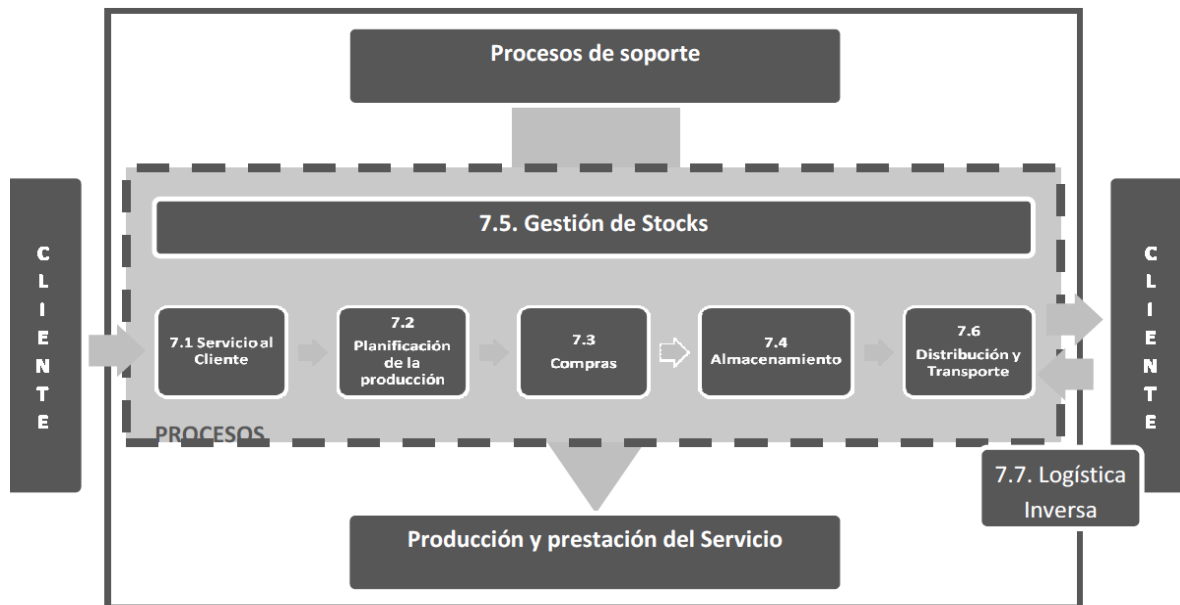 Procesos de soporte
7.5. Gestión de Stocks
CLIENTE
7.1 Servicio al
Cliente
7.2
Planificación
de la
producción
7.3
Compras
7.4
Almacenamiento
7.6
Distribución y
Transporte
CLIENTE
PROCESOS
7.7. Logística
Inversa
Producción y prestación del Servicio